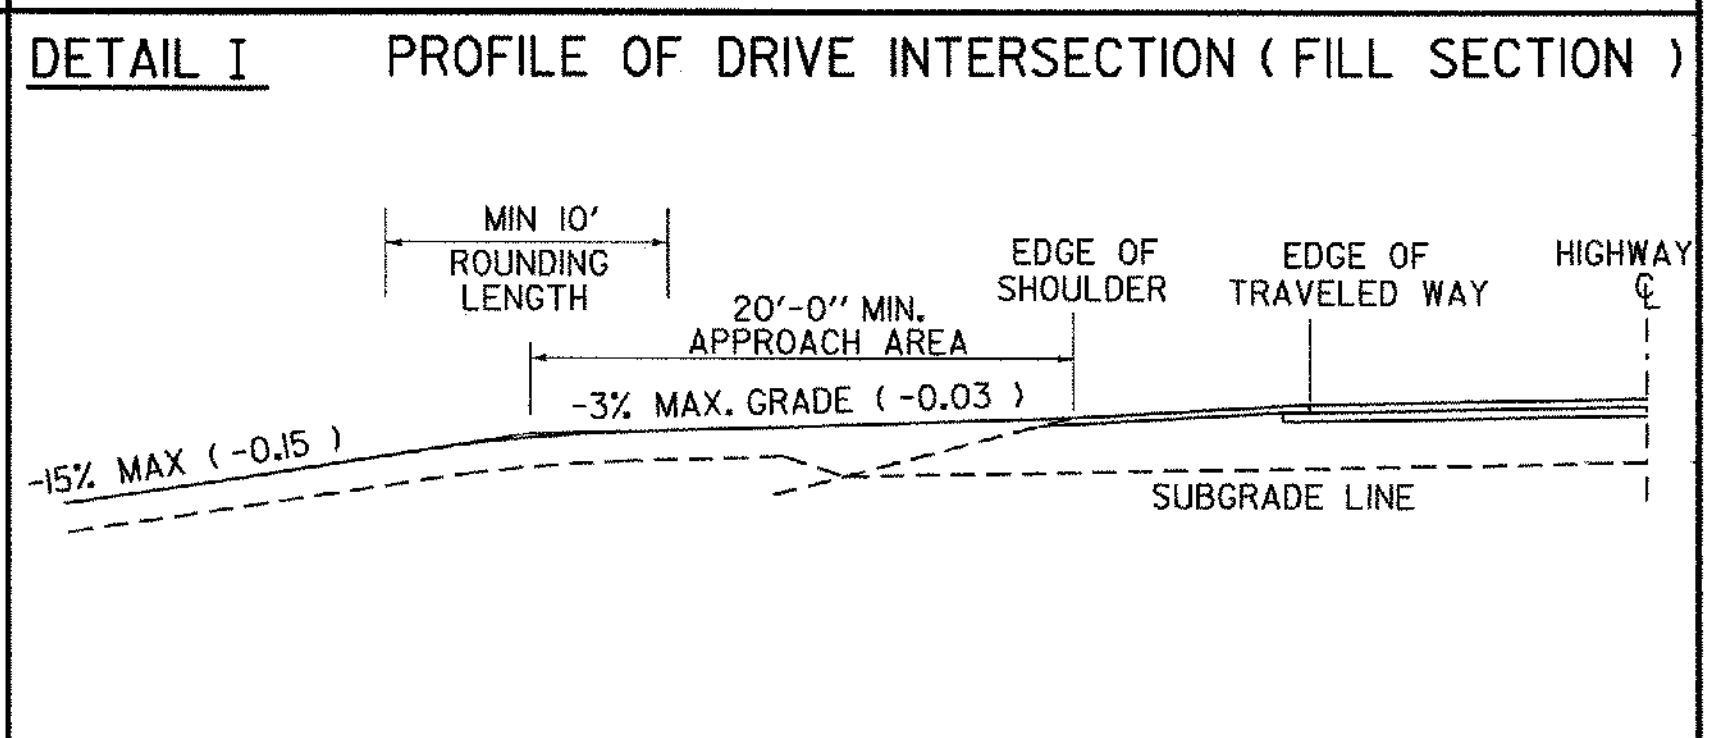 DETAIL I PROFILE OF DRIVE INTERSECTION ( FILL SECTION )
MIN 10'
ROUNDING
LENGTH
20'-0" MIN.
APPROACH AREA
EDGE OF
SHOULDER
EDGE OF
TRAVELED WAY
HIGHWAY
℄
-3% MAX. GRADE ( -0.03 )
-15% MAX ( -0.15 )
SUBGRADE LINE